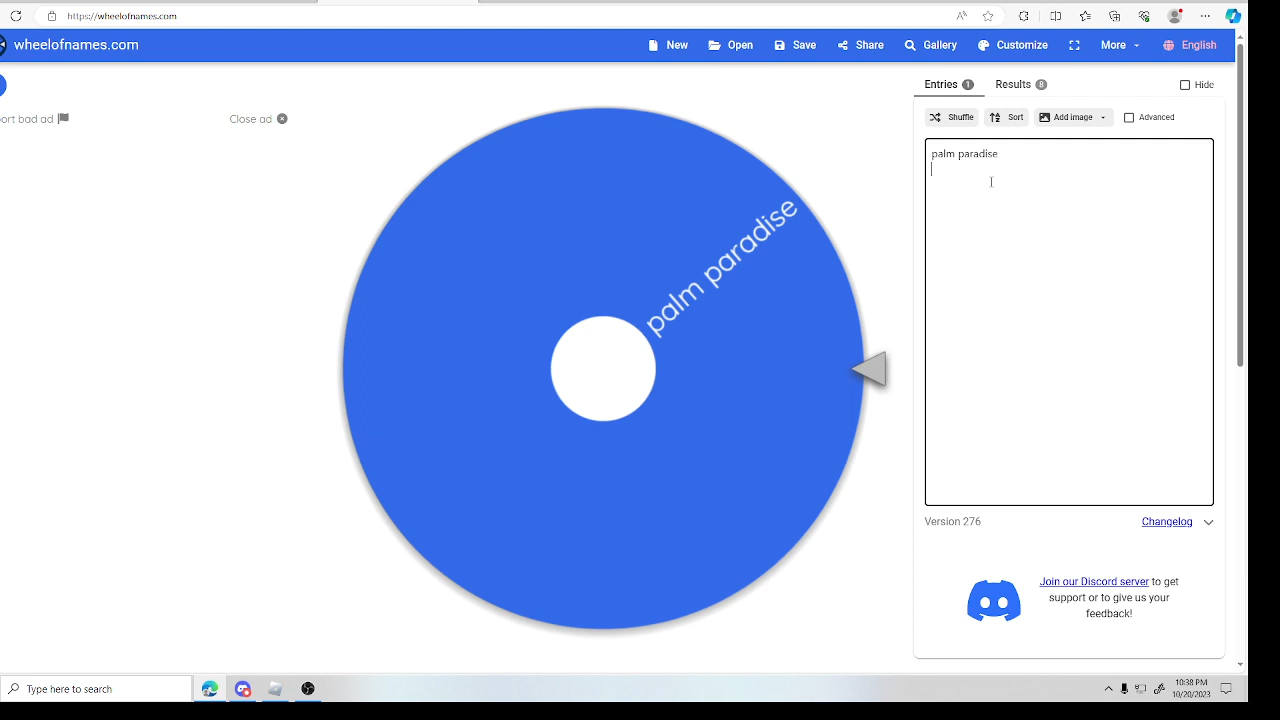 https://wheelofnames.com
wheelofnames.com
New
Open
Save
Share
Gallery
Customize
More
English
Entries 1
Results 8
Hide
ort bad ad
Close ad
Shuffle
Sort
Add image
Advanced
palm paradise
palm paradise
Version 276
Changelog
Join our Discord server to get
support or to give us your
feedback!
Type here to search
10:38 PM
10/20/2023